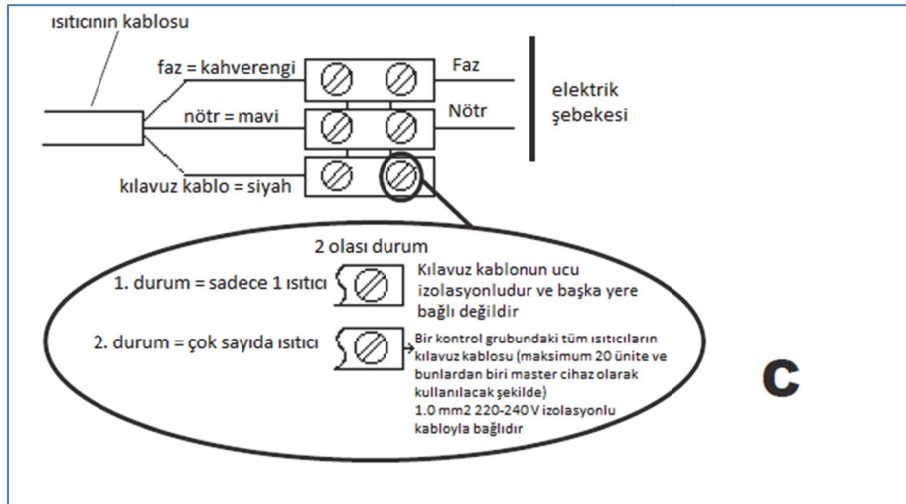 ısıtıcının kablosu
faz = kahverengi
Faz
nötr = mavi
Nötr
elektrik
şebekesi
kılavuz kablo = siyah
2 olası durum
1. durum = sadece 1 ısıtıcı
Kılavuz kablonun ucu
izolasyonludur ve başka yere
bağlı değildir
2. durum = çok sayıda ısıtıcı
Bir kontrol grubundaki tüm ısıtıcıların
kılavuz kablosu (maksimum 20 ünite ve
bunlardan biri master cihaz olarak
kullanılacak şekilde)
1.0 mm2 220-240 V izolasyonlu
kabloyla bağlıdır
C